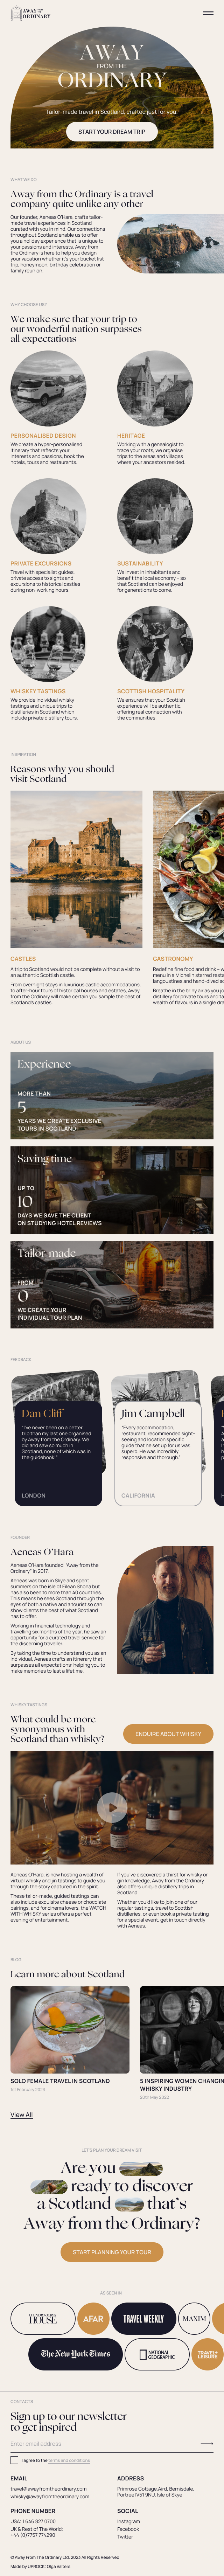 AWAY FROM THE
ORDINARY
AWAY
FROM THE
ORDINARY
Tailor-made travel in Scotland, crafted just for you.
START YOUR DREAM TRIP
WHAT WE DO
Away from the Ordinary is a travel
company quite unlike any other
Our founder, Aeneas O'Hara, crafts tailor-
made travel experiences in Scotland
curated with you in mind. Our connections
throughout Scotland enable us to offer
you a holiday experience that is unique to
your passions and interests. Away from
the Ordinary is here to help you design
your vacation whether it's your bucket list
trip, honeymoon, birthday celebration or
family reunion.
WHY CHOOSE US?
We make sure that your trip to
our wonderful nation surpasses
all expectations
PERSONALISED DESIGN
We create a hyper-personalised
itinerary that reflects your
interests and passions, book the
hotels, tours and restaurants.
HERITAGE
Working with a genealogist to
trace your roots, we organise
trips to the towns and villages
where your ancestors resided.
PRIVATE EXCURSIONS
Travel with specialist guides,
private access to sights and
excursions to historical castles
during non-working hours.
SUSTAINABILITY
We invest in inhabitants and
benefit the local economy – so
that Scotland can be enjoyed
for generations to come.
WHISKEY TASTINGS
We provide individual whisky
tastings and unique trips to
distilleries in Scotland which
include private distillery tours.
SCOTTISH HOSPITALITY
We ensures that your Scottish
experience will be authentic,
offering real connection with
the communities.
INSPIRATION
Reasons why you should
visit Scotland
CASTLES
A trip to Scotland would not be complete without a visit to
an authentic Scottish castle.
From overnight stays in luxurious castle accommodations,
to after-hour tours of historical houses and estates, Away
from the Ordinary will make certain you sample the best of
Scotland's castles.
GASTRONOMY
Redefine fine food and drink – w
menu in a Michelin starred resta
langoustines and hand-dived sc
Breathe in the briny air as you jo
distillery for private tours and ta
wealth of flavours in a single dra
ABOUT US
Experience
MORE THAN
5
YEARS WE CREATE EXCLUSIVE
TOURS IN SCOTLAND
Saving time
UP TO
10
DAYS WE SAVE THE CLIENT
ON STUDYING HOTEL REVIEWS
Tailor-made
FROM
0
WE CREATE YOUR
INDIVIDUAL TOUR PLAN
FEEDBACK
Dan Cliff
"I've never been on a better
trip than my last one organised
by Away from the Ordinary. We
did and saw so much in
Scotland, none of which was in
the guidebook!"
LONDON
Jim Campbell
"Every accommodation,
restaurant, recommended sight-
seeing and location specific
guide that he set up for us was
superb. He was incredibly
responsive and thorough."
CALIFORNIA
FOUNDER
Aeneas O'Hara
Aeneas O'Hara founded "Away from the
Ordinary" in 2017.
Aeneas was born in Skye and spent
summers on the isle of Eilean Shona but
has also been to more than 40 countries.
This means he sees Scotland through the
eyes of both a native and a tourist so can
show clients the best of what Scotland
has to offer.
Working in financial technology and
travelling six months of the year, he saw an
opportunity for a curated travel service for
the discerning traveller.
By taking the time to understand you as an
individual, Aeneas crafts an itinerary that
surpasses all expectations: helping you to
make memories to last a lifetime.
WHISKY TASTINGS
What could be more
synonymous with
Scotland than whisky?
ENQUIRE ABOUT WHISKY
Aeneas O'Hara, is now hosting a wealth of
virtual whisky and jin tastings to guide you
through the notes captured in the spirit.
These tailor-made, guided tastings can
also include exquisite cheese or chocolate
pairings, and for cinema lovers, the WATCH
WITH WHISKY series offers a perfect
evening of entertainment.
If you've discovered a thirst for whisky or
gin knowledge, Away from the Ordinary
also offers unique distillery trips in
Scotland.
Whether you'd like to join one of our
regular tastings, travel to Scottish
distilleries, or even book a private tasting
for a special event, get in touch directly
with Aeneas.
BLOG
Learn more about Scotland
SOLO FEMALE TRAVEL IN SCOTLAND
1st February 2023
5 INSPIRING WOMEN CHANGIN
WHISKY INDUSTRY
20th May 2022
View All
LET'S PLAN YOUR DREAM VISIT
Are you
ready to discover
a Scotland that's
Away from the Ordinary?
START PLANNING YOUR TOUR
AS SEEN IN
HOUSE
AFAR
TRAVEL WEEKLY
MAXIM
The New York Times
NATIONAL
GEOGRAPHIC
TRAVEL+
LEISURE
CONTACTS
Sign up to our newsletter
to get inspired
Enter email address
I agree to the terms and conditions
EMAIL
travel@awayfromtheordinary.com
whisky@awayfromtheordinary.com
ADDRESS
Primrose Cottage, Aird, Bernisdale,
Portree IV51 9NU, Isle of Skye
PHONE NUMBER
USA: 1 646 827 0700
UK & Rest of The World:
+44 (0)7757 774290
SOCIAL
Instagram
Facebook
Twitter
© Away From The Ordinary Ltd. 2023 All Rights Reserved
Made by UPROCK: Olga Valters